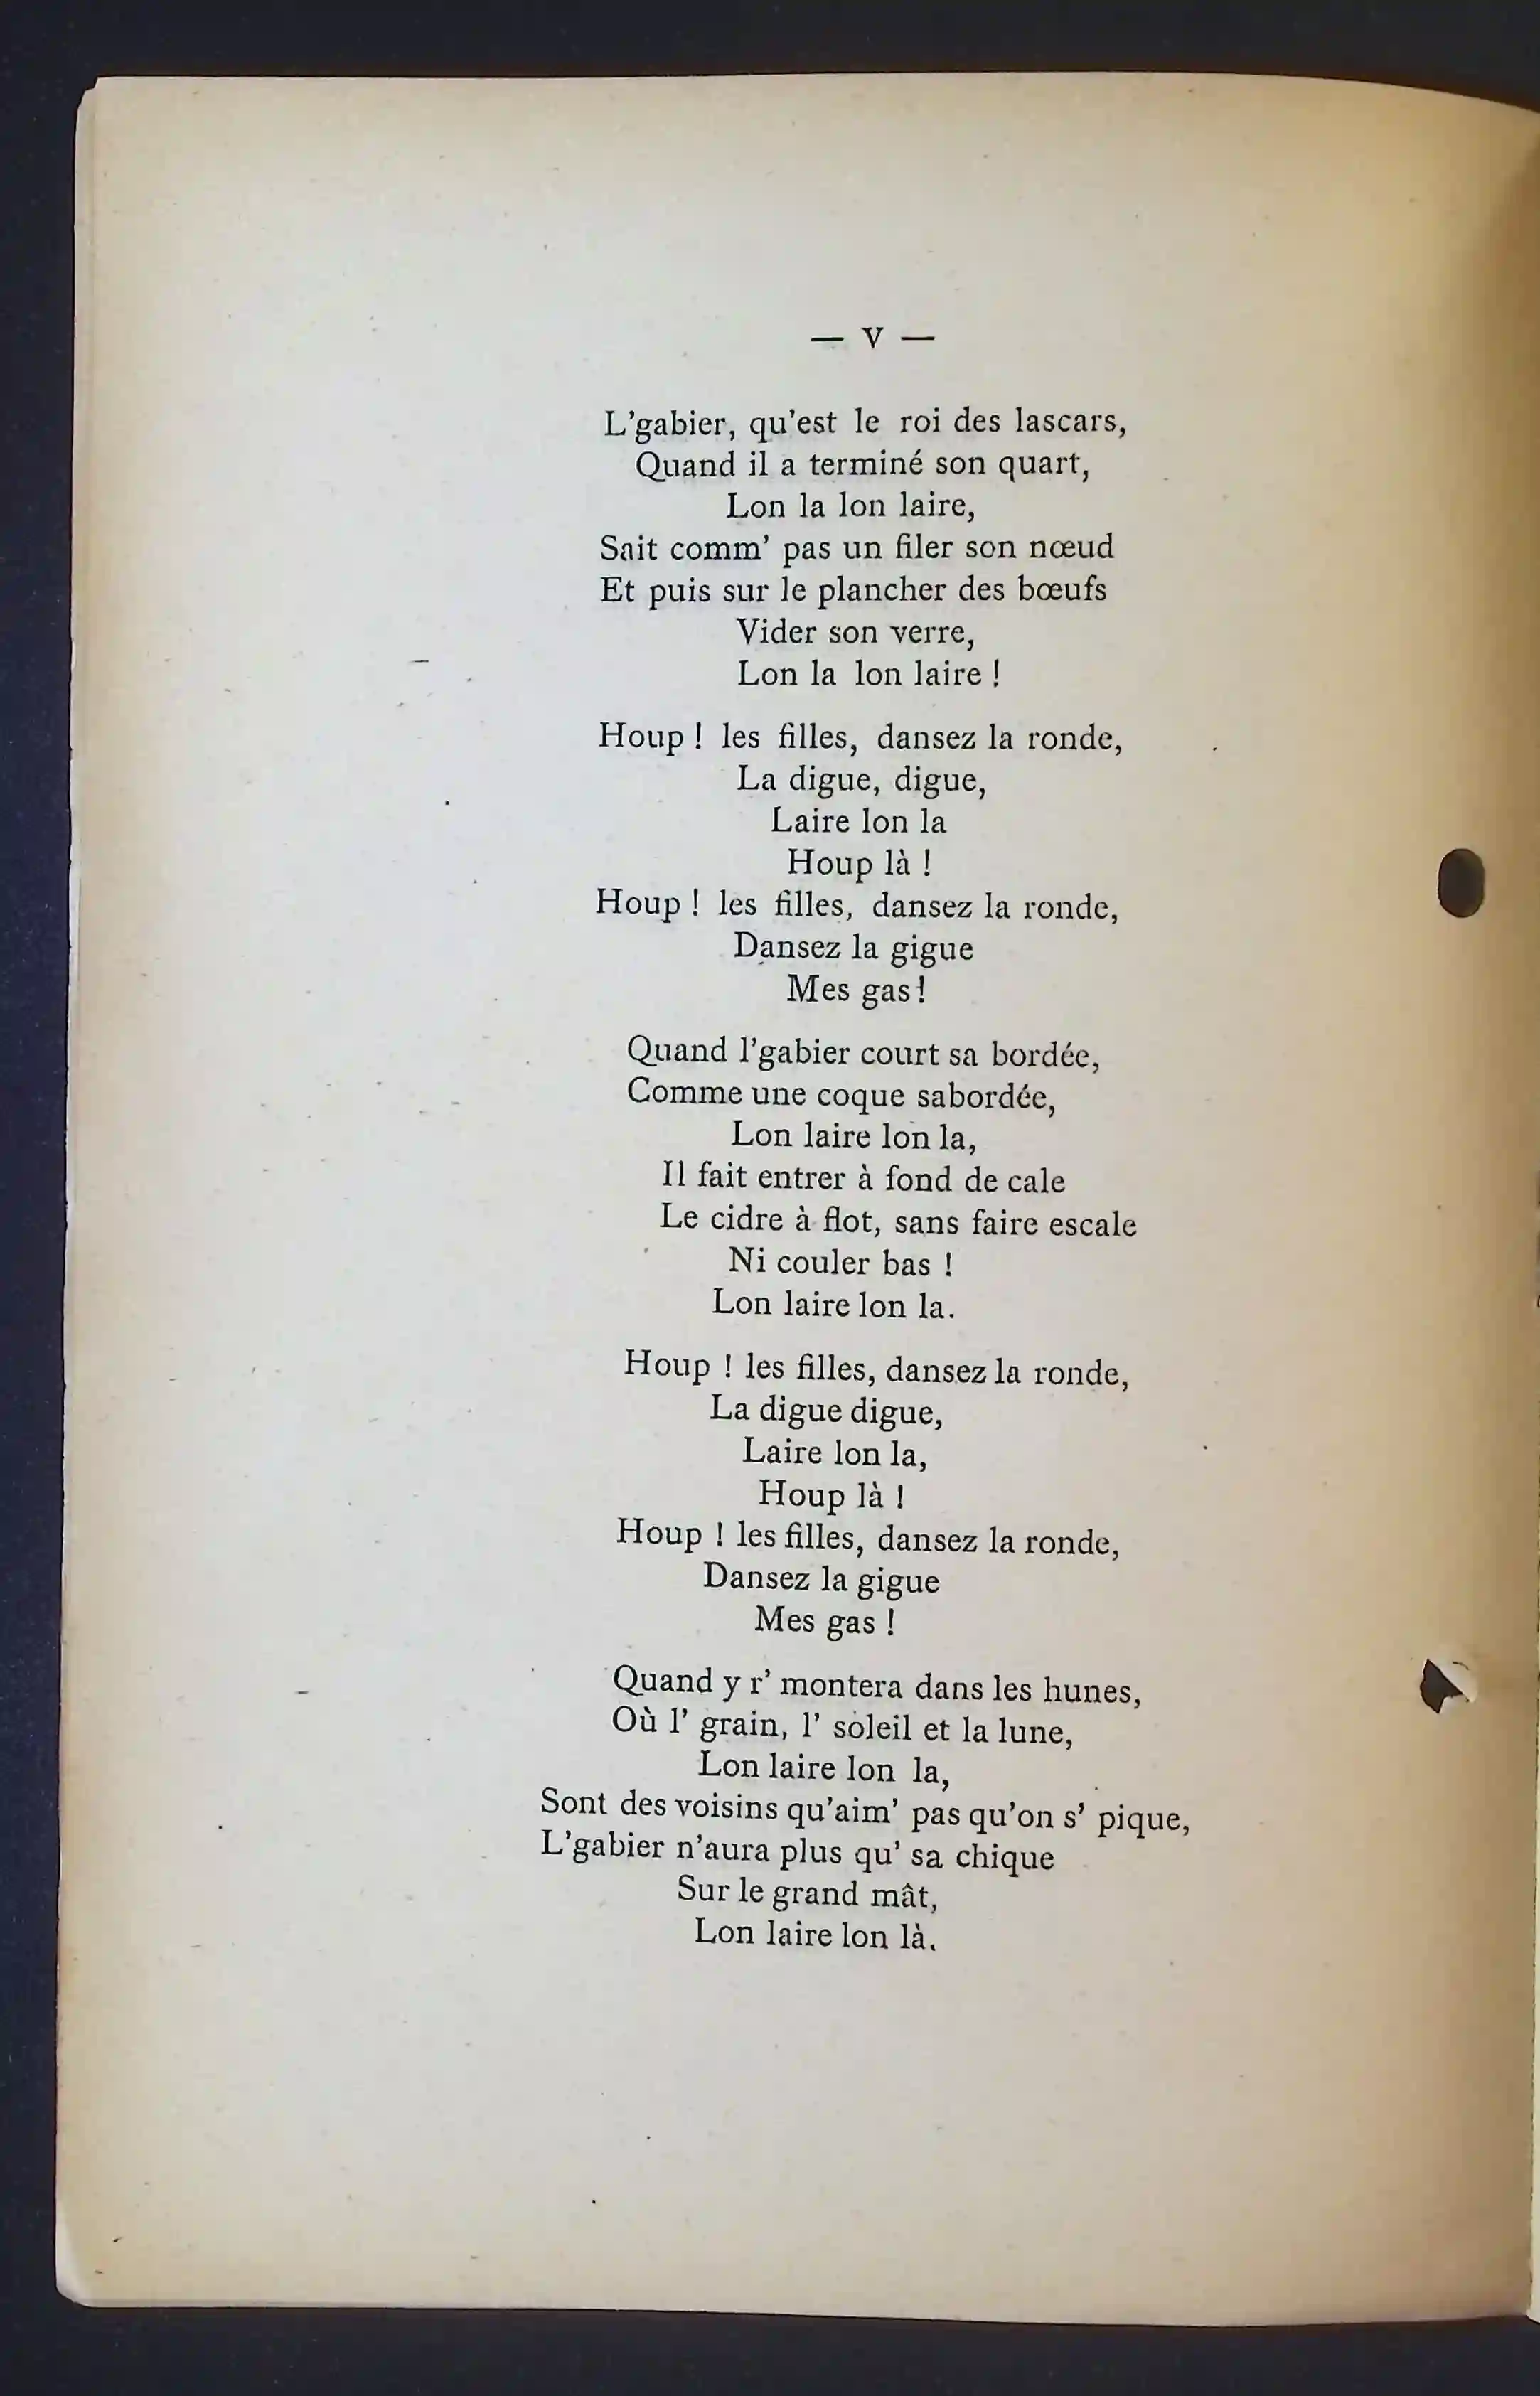 — V —
L'gabier, qu'est le roi des lascars,
Quand il a terminé son quart,
Lon la lon laire,
Sait comm' pas un filer son nœud
Et puis sur le plancher des bœufs
Vider son verre,
Lon la lon laire !
Houp ! les filles, dansez la ronde,
La digue, digue,
Laire lon la
Houp là !
Houp ! les filles, dansez la ronde,
Dansez la gigue
Mes gas !
Quand l'gabier court sa bordée,
Comme une coque sabordée,
Lon laire lon la,
Il fait entrer à fond de cale
Le cidre à flot, sans faire escale
Ni couler bas !
Lon laire lon la.
Houp ! les filles, dansez la ronde,
La digue digue,
Laire lon la,
Houp là !
Houp ! les filles, dansez la ronde,
Dansez la gigue
Mes gas !
Quand y r' montera dans les hunes,
Où l' grain, l' soleil et la lune,
Lon laire lon la,
Sont des voisins qu'aim' pas qu'on s' pique,
L'gabier n'aura plus qu' sa chique
Sur le grand mât,
Lon laire lon là.